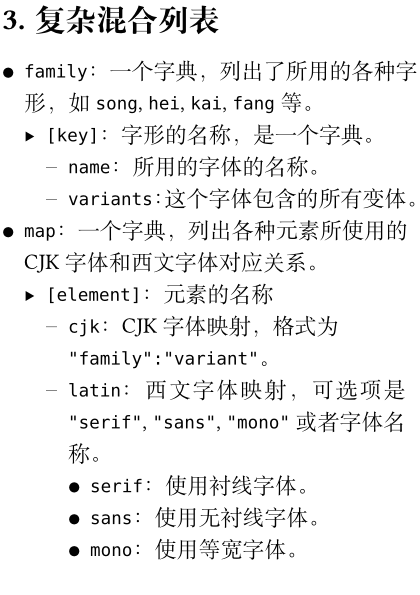 3. 复杂混合列表
● family：一个字典，列出了所用的各种字
形，如 song, hei, kai, fang 等。
▶ [key]：字形的名称，是一个字典。
– name：所用的字体的名称。
– variants：这个字体包含的所有变体。
● map：一个字典，列出各种元素所使用的
CJK 字体和西文字体对应关系。
▶ [element]：元素的名称
– cjk：CJK 字体映射，格式为
"family":"variant"。
– latin：西文字体映射，可选项是
"serif", "sans", "mono" 或者字体名
称。
● serif：使用衬线字体。
● sans：使用无衬线字体。
● mono：使用等宽字体。